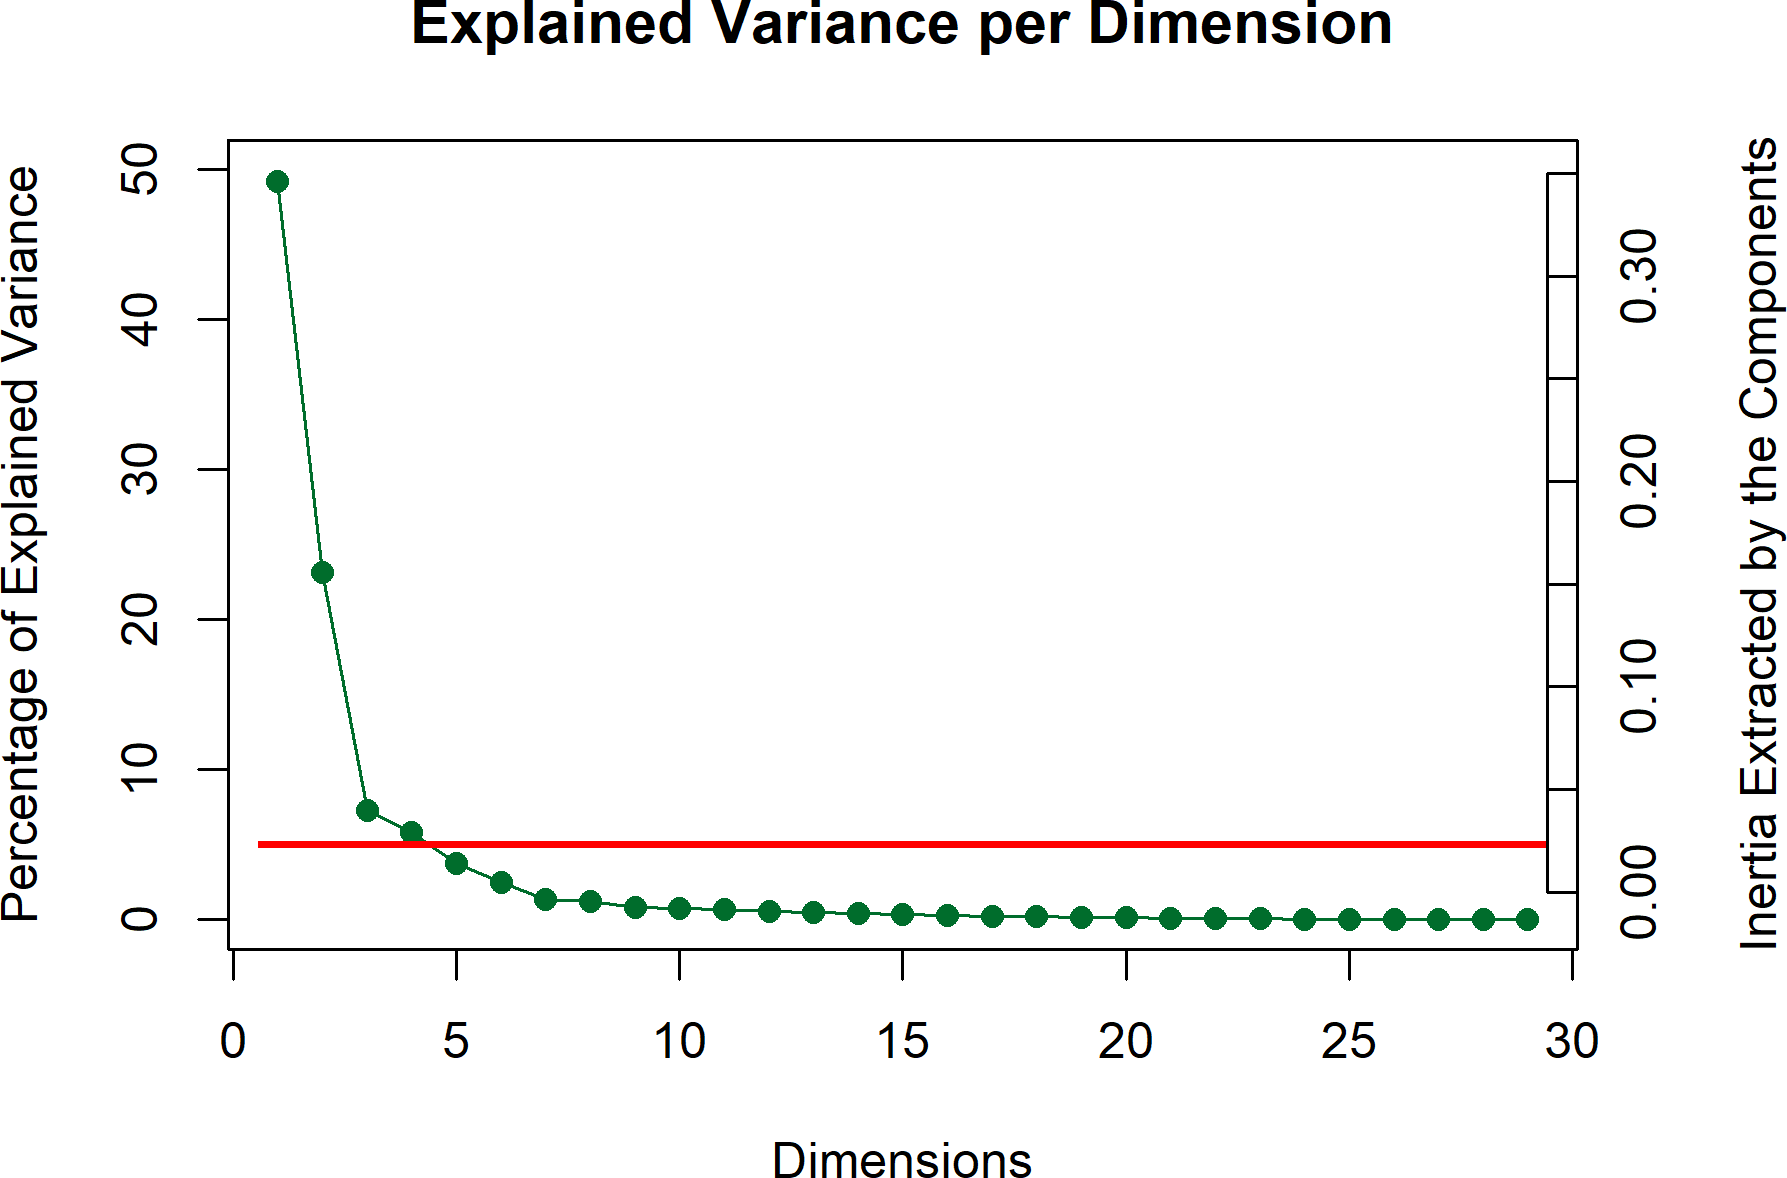 Explained Variance per Dimension
Percentage of Explained Variance
50
40
30
20
10
0
0.30
0.20
0.10
0.00
Inertia Extracted by the Components
0 5 10 15 20 25 30
Dimensions